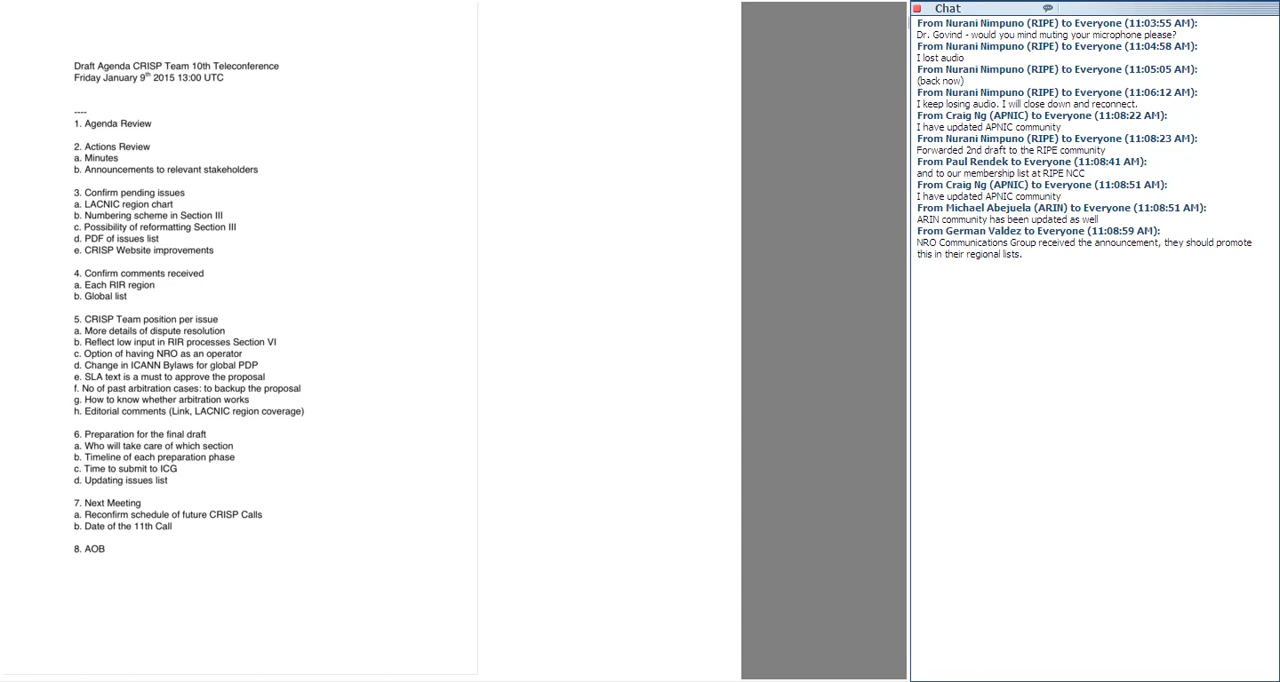 Draft Agenda CRISP Team 10th Teleconference
Friday January 9th 2015 13:00 UTC
----
1. Agenda Review
2. Actions Review
a. Minutes
b. Announcements to relevant stakeholders
3. Confirm pending issues
a. LACNIC region chart
b. Numbering scheme in Section III
c. Possibility of reformatting Section III
d. PDF of issues list
e. CRISP Website improvements
4. Confirm comments received
a. Each RIR region
b. Global list
5. CRISP Team position per issue
a. More details of dispute resolution
b. Reflect low input in RIR processes Section VI
c. Option of having NRO as an operator
d. Change in ICANN Bylaws for global PDP
e. SLA text is a must to approve the proposal
f. No of past arbitration cases: to backup the proposal
g. How to know whether arbitration works
h. Editorial comments (Link, LACNIC region coverage)
6. Preparation for the final draft
a. Who will take care of which section
b. Timeline of each preparation phase
c. Time to submit to ICG
d. Updating issues list
7. Next Meeting
a. Reconfirm schedule of future CRISP Calls
b. Date of the 11th Call
8. AOB
Chat
From Nurani Nimpuno (RIPE) to Everyone (11:03:55 AM):
Dr. Govind - would you mind muting your microphone please?
From Nurani Nimpuno (RIPE) to Everyone (11:04:58 AM):
I lost audio
From Nurani Nimpuno (RIPE) to Everyone (11:05:05 AM):
(back now)
From Nurani Nimpuno (RIPE) to Everyone (11:06:12 AM):
I keep losing audio. I will close down and reconnect.
From Craig Ng (APNIC) to Everyone (11:08:22 AM):
I have updated APNIC community
From Nurani Nimpuno (RIPE) to Everyone (11:08:23 AM):
Forwarded 2nd draft to the RIPE community
From Paul Rendek to Everyone (11:08:41 AM):
and to our membership list at RIPE NCC
From Craig Ng (APNIC) to Everyone (11:08:51 AM):
I have updated APNIC community
From Michael Abejuela (ARIN) to Everyone (11:08:51 AM):
ARIN community has been updated as well
From German Valdez to Everyone (11:08:59 AM):
NRO Communications Group received the announcement, they should promote
this in their regional lists.